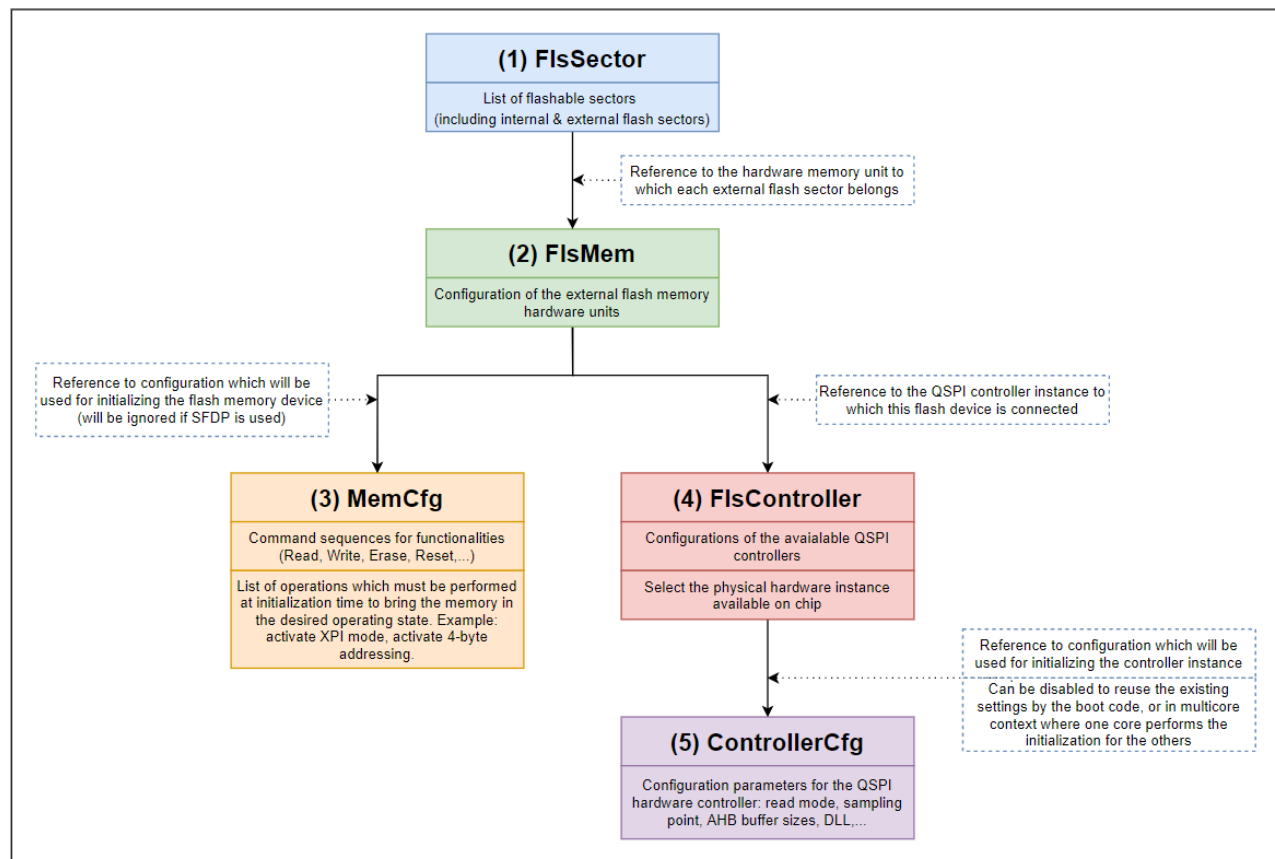 (1) FlsSector
List of flashable sectors
(including internal & external flash sectors)
Reference to the hardware memory unit to
which each external flash sector belongs
(2) FlsMem
Configuration of the external flash memory
hardware units
Reference to configuration which will be
used for initializing the flash memory device
(will be ignored if SFDP is used)
Reference to the QSPI controller instance to
which this flash device is connected
(3) MemCfg
Command sequences for functionalities
(Read, Write, Erase, Reset,...)
List of operations which must be performed
at initialization time to bring the memory in
the desired operating state. Example:
activate XPI mode, activate 4-byte
addressing.
(4) FlsController
Configurations of the avaialable QSPI
controllers
Select the physical hardware instance
available on chip
Reference to configuration which will be
used for initializing the controller instance
Can be disabled to reuse the existing
settings by the boot code, or in multicore
context where one core performs the
initialization for the others
(5) ControllerCfg
Configuration parameters for the QSPI
hardware controller: read mode, sampling
point, AHB buffer sizes, DLL,...